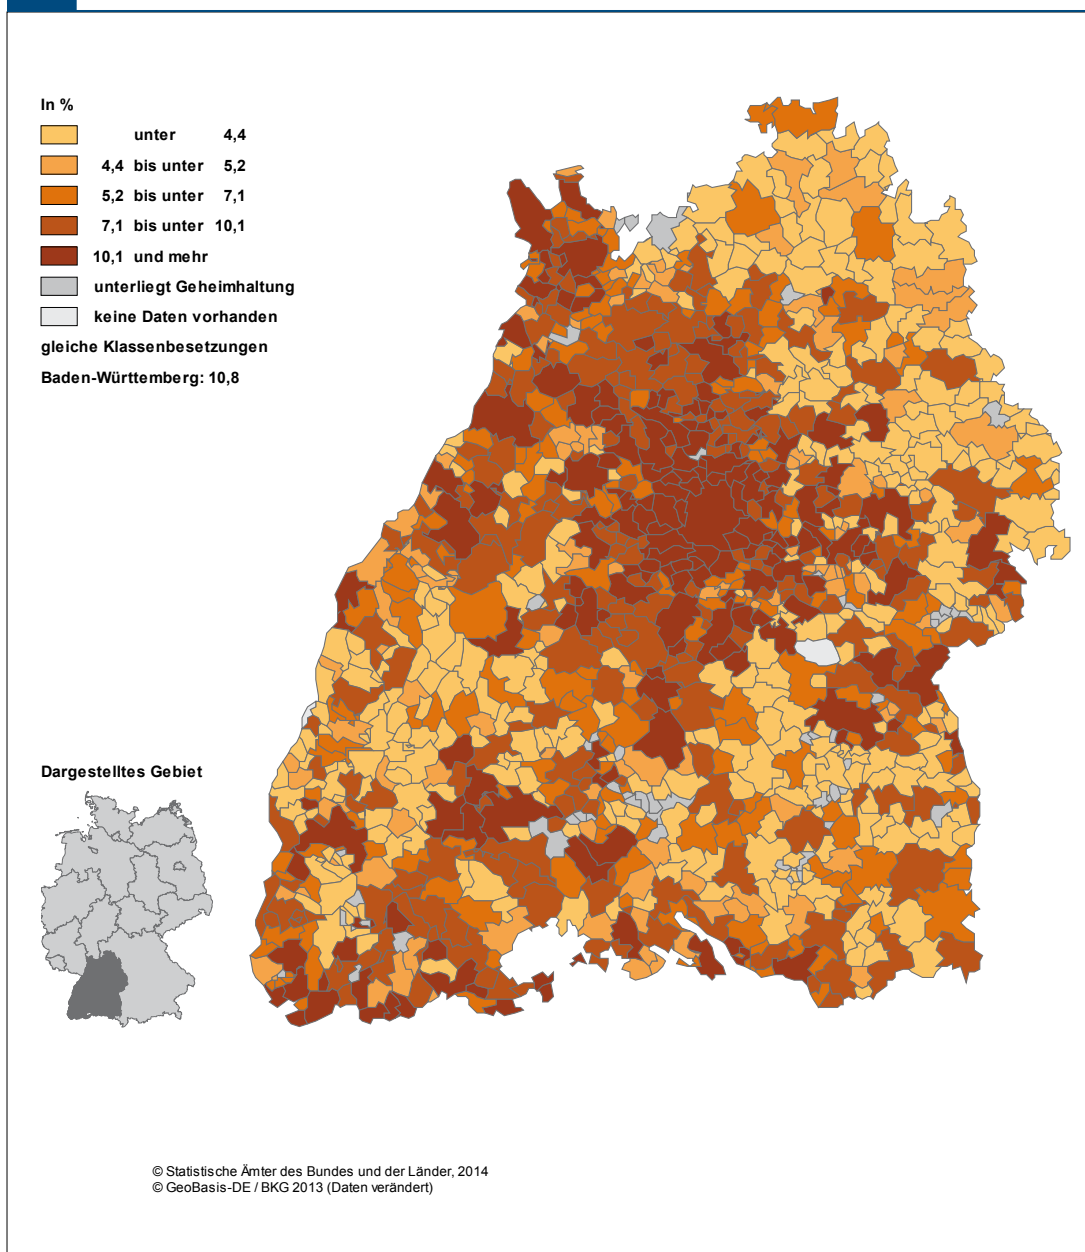 In %
unter 4,4
4,4 bis unter 5,2
5,2 bis unter 7,1
7,1 bis unter 10,1
10,1 und mehr
unterliegt Geheimhaltung
keine Daten vorhanden
gleiche Klassenbesetzungen
Baden-Württemberg: 10,8
Dargestelltes Gebiet
© Statistische Ämter des Bundes und der Länder, 2014
© GeoBasis-DE / BKG 2013 (Daten verändert)